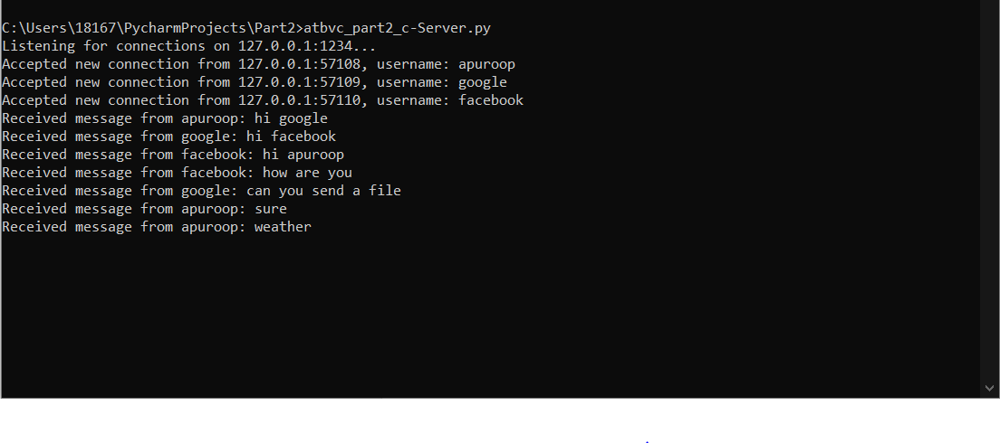 C:\Users\18167\PycharmProjects\Part2>atbvc_part2_c-Server.py
Listening for connections on 127.0.0.1:1234...
Accepted new connection from 127.0.0.1:57108, username: apuroop
Accepted new connection from 127.0.0.1:57109, username: google
Accepted new connection from 127.0.0.1:57110, username: facebook
Received message from apuroop: hi google
Received message from google: hi facebook
Received message from facebook: hi apuroop
Received message from facebook: how are you
Received message from google: can you send a file
Received message from apuroop: sure
Received message from apuroop: weather